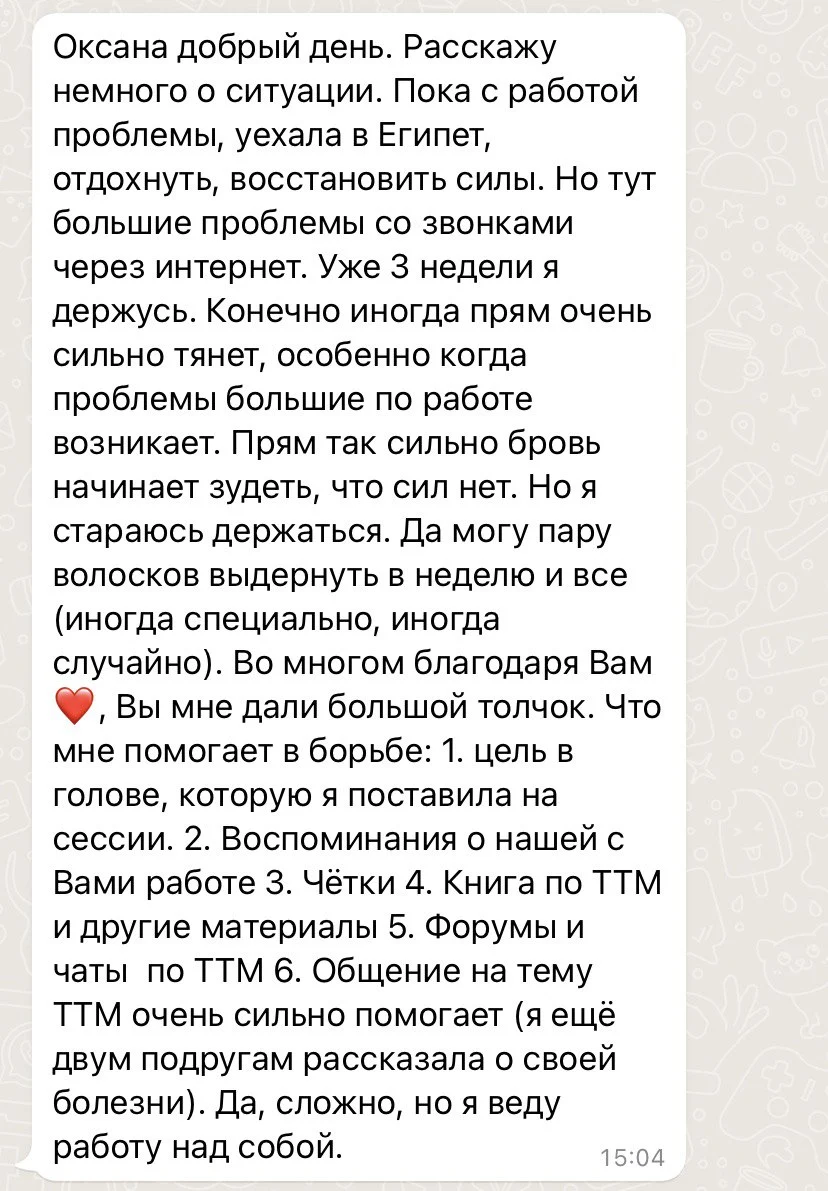 Оксана добрый день. Расскажу
немного о ситуации. Пока с работой
проблемы, уехала в Египет,
отдохнуть, восстановить силы. Но тут
большие проблемы со звонками
через интернет. Уже 3 недели я
держусь. Конечно иногда прям очень
сильно тянет, особенно когда
проблемы большие по работе
возникает. Прям так сильно бровь
начинает зудеть, что сил нет. Но я
стараюсь держаться. Да могу пару
волосков выдернуть в неделю и все
(иногда специально, иногда
случайно). Во многом благодаря Вам
❤️, Вы мне дали большой толчок. Что
мне помогает в борьбе: 1. цель в
голове, которую я поставила на
сессии. 2. Воспоминания о нашей с
Вами работе 3. Чётки 4. Книга по ТТМ
и другие материалы 5. Форумы и
чаты  по ТТМ 6. Общение на тему
ТТМ очень сильно помогает (я ещё
двум подругам рассказала о своей
болезни). Да, сложно, но я веду
работу над собой.
15:04